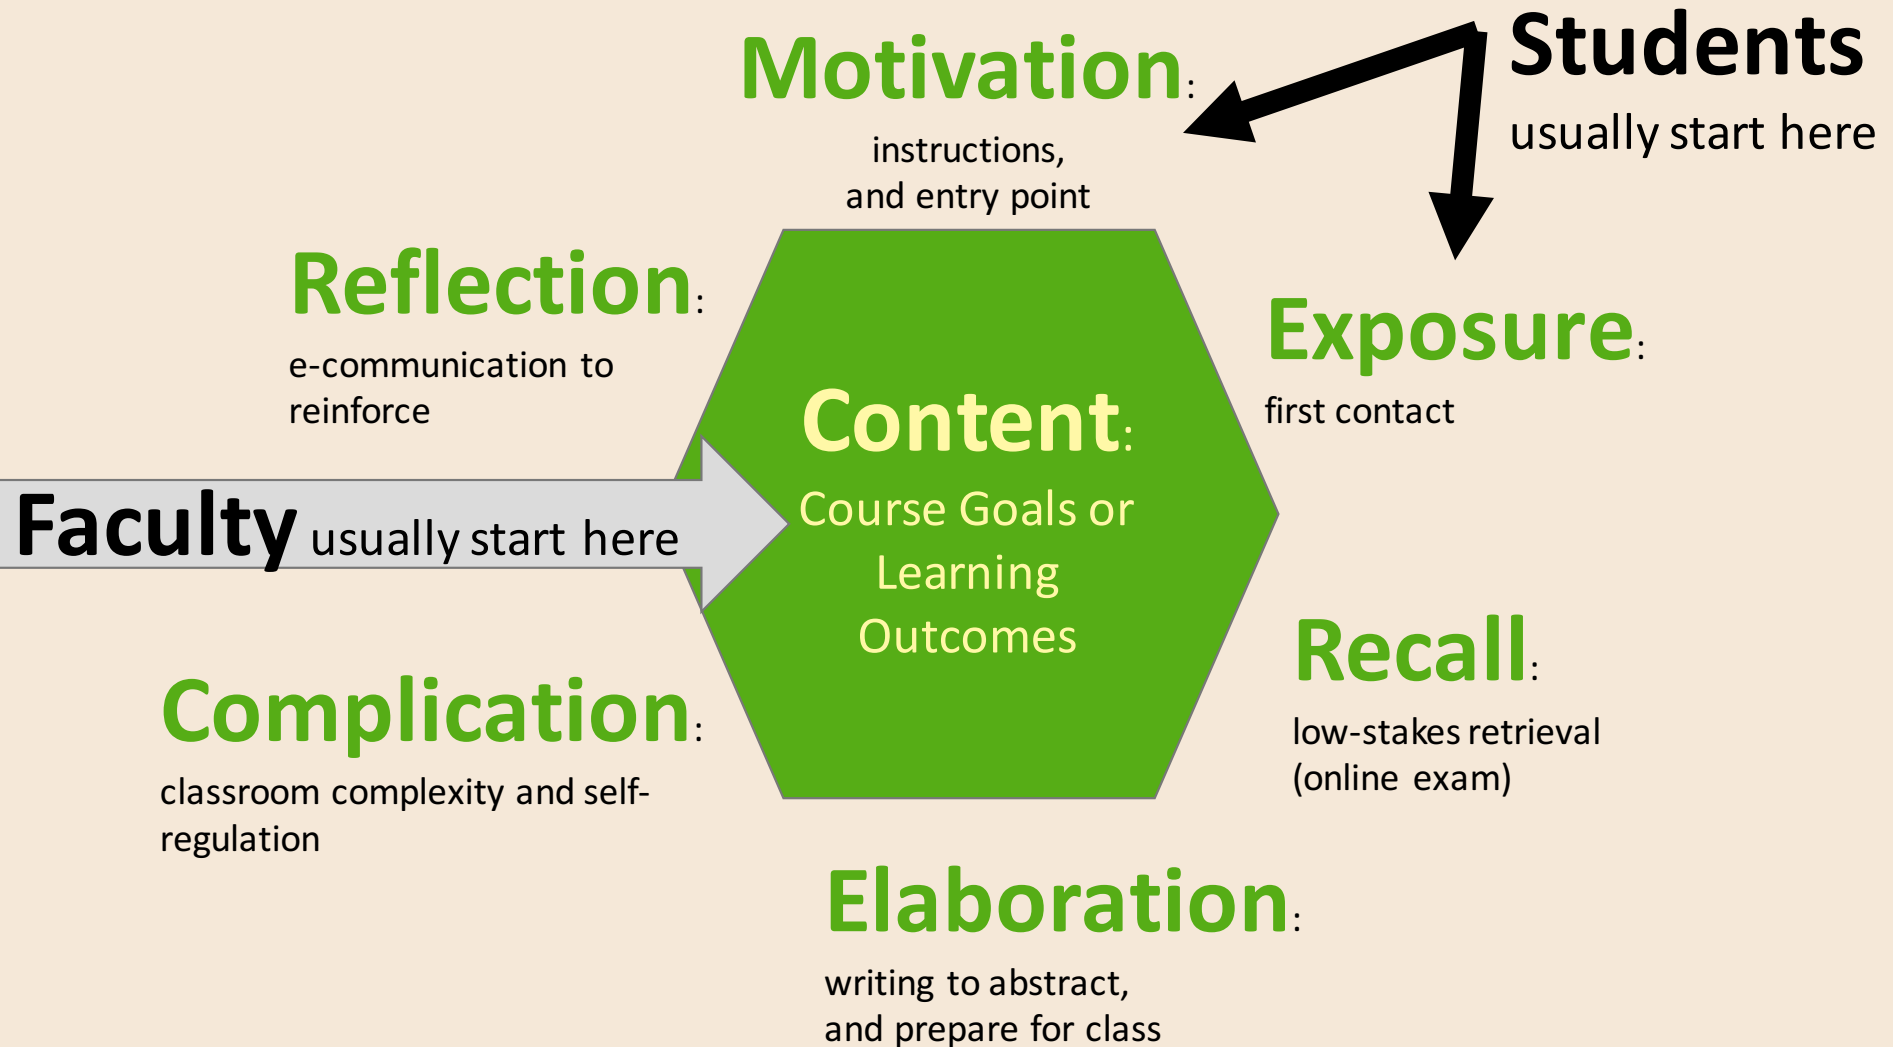 Motivation:
instructions,
and entry point
Students
usually start here
Reflection:
e-communication to
reinforce
Exposure:
first contact
Content:
Course Goals or
Learning
Outcomes
Faculty usually start here
Recall:
low-stakes retrieval
(online exam)
Complication:
classroom complexity and self-
regulation
Elaboration:
writing to abstract,
and prepare for class